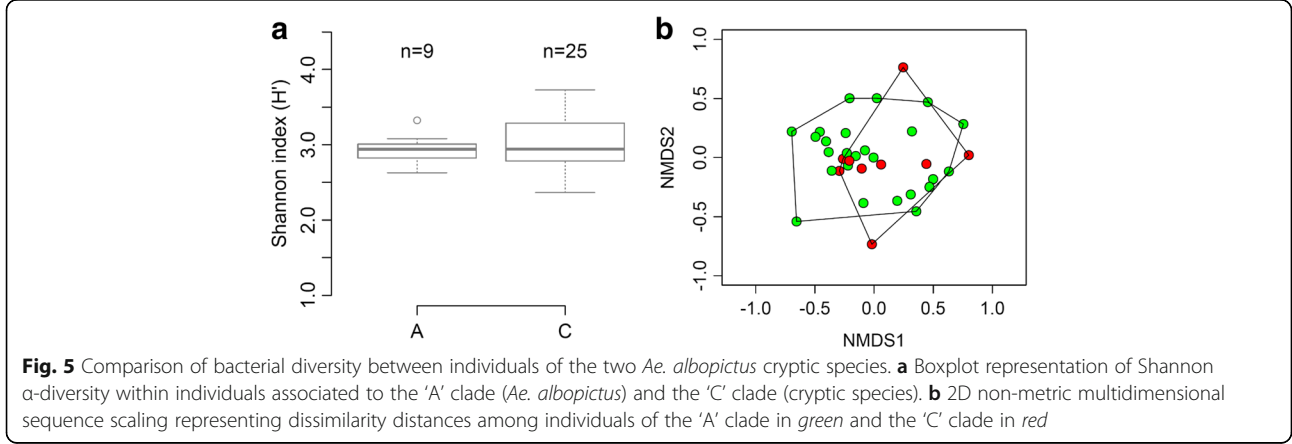 a
n=9
n=25
Shannon index (H')
4.0
3.0
2.0
1.0
A
C
b
NMDS2
1.0
0.5
0.0
-0.5
-1.0
-1.0 -0.5 0.0 0.5 1.0
NMDS1
Fig. 5 Comparison of bacterial diversity between individuals of the two Ae. albopictus cryptic species. a Boxplot representation of Shannon
α-diversity within individuals associated to the ‘A’ clade (Ae. albopictus) and the ‘C’ clade (cryptic species). b 2D non-metric multidimensional
sequence scaling representing dissimilarity distances among individuals of the ‘A’ clade in green and the ‘C’ clade in red